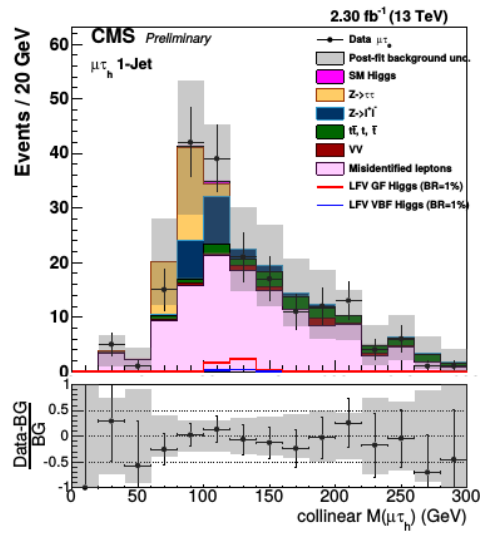 2.30 fb⁻¹ (13 TeV)
CMS Preliminary
μτₕ 1-Jet
Events / 20 GeV
60
50
40
30
20
10
0
Data μτₑ
Post-fit background unc.
SM Higgs
Z->ττ
Z->l⁺l⁻
tt̄, t, t̄
VV
Misidentified leptons
LFV GF Higgs (BR=1%)
LFV VBF Higgs (BR=1%)
Data-BG
BG
1
0.5
0
-0.5
-1
0 50 100 150 200 250 300
collinear M(μτₕ) (GeV)